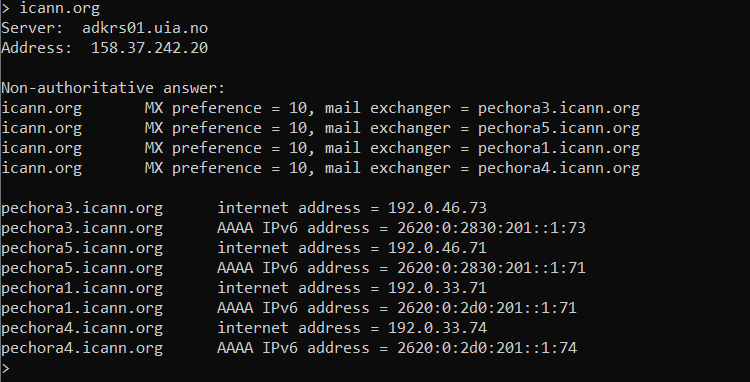 > icann.org
Server:  adkrs01.uia.no
Address:  158.37.242.20

Non-authoritative answer:
icann.org       MX preference = 10, mail exchanger = pechora3.icann.org
icann.org       MX preference = 10, mail exchanger = pechora5.icann.org
icann.org       MX preference = 10, mail exchanger = pechora1.icann.org
icann.org       MX preference = 10, mail exchanger = pechora4.icann.org

pechora3.icann.org      internet address = 192.0.46.73
pechora3.icann.org      AAAA IPv6 address = 2620:0:2830:201::1:73
pechora5.icann.org      internet address = 192.0.46.71
pechora5.icann.org      AAAA IPv6 address = 2620:0:2830:201::1:71
pechora1.icann.org      internet address = 192.0.33.71
pechora1.icann.org      AAAA IPv6 address = 2620:0:2d0:201::1:71
pechora4.icann.org      internet address = 192.0.33.74
pechora4.icann.org      AAAA IPv6 address = 2620:0:2d0:201::1:74
>